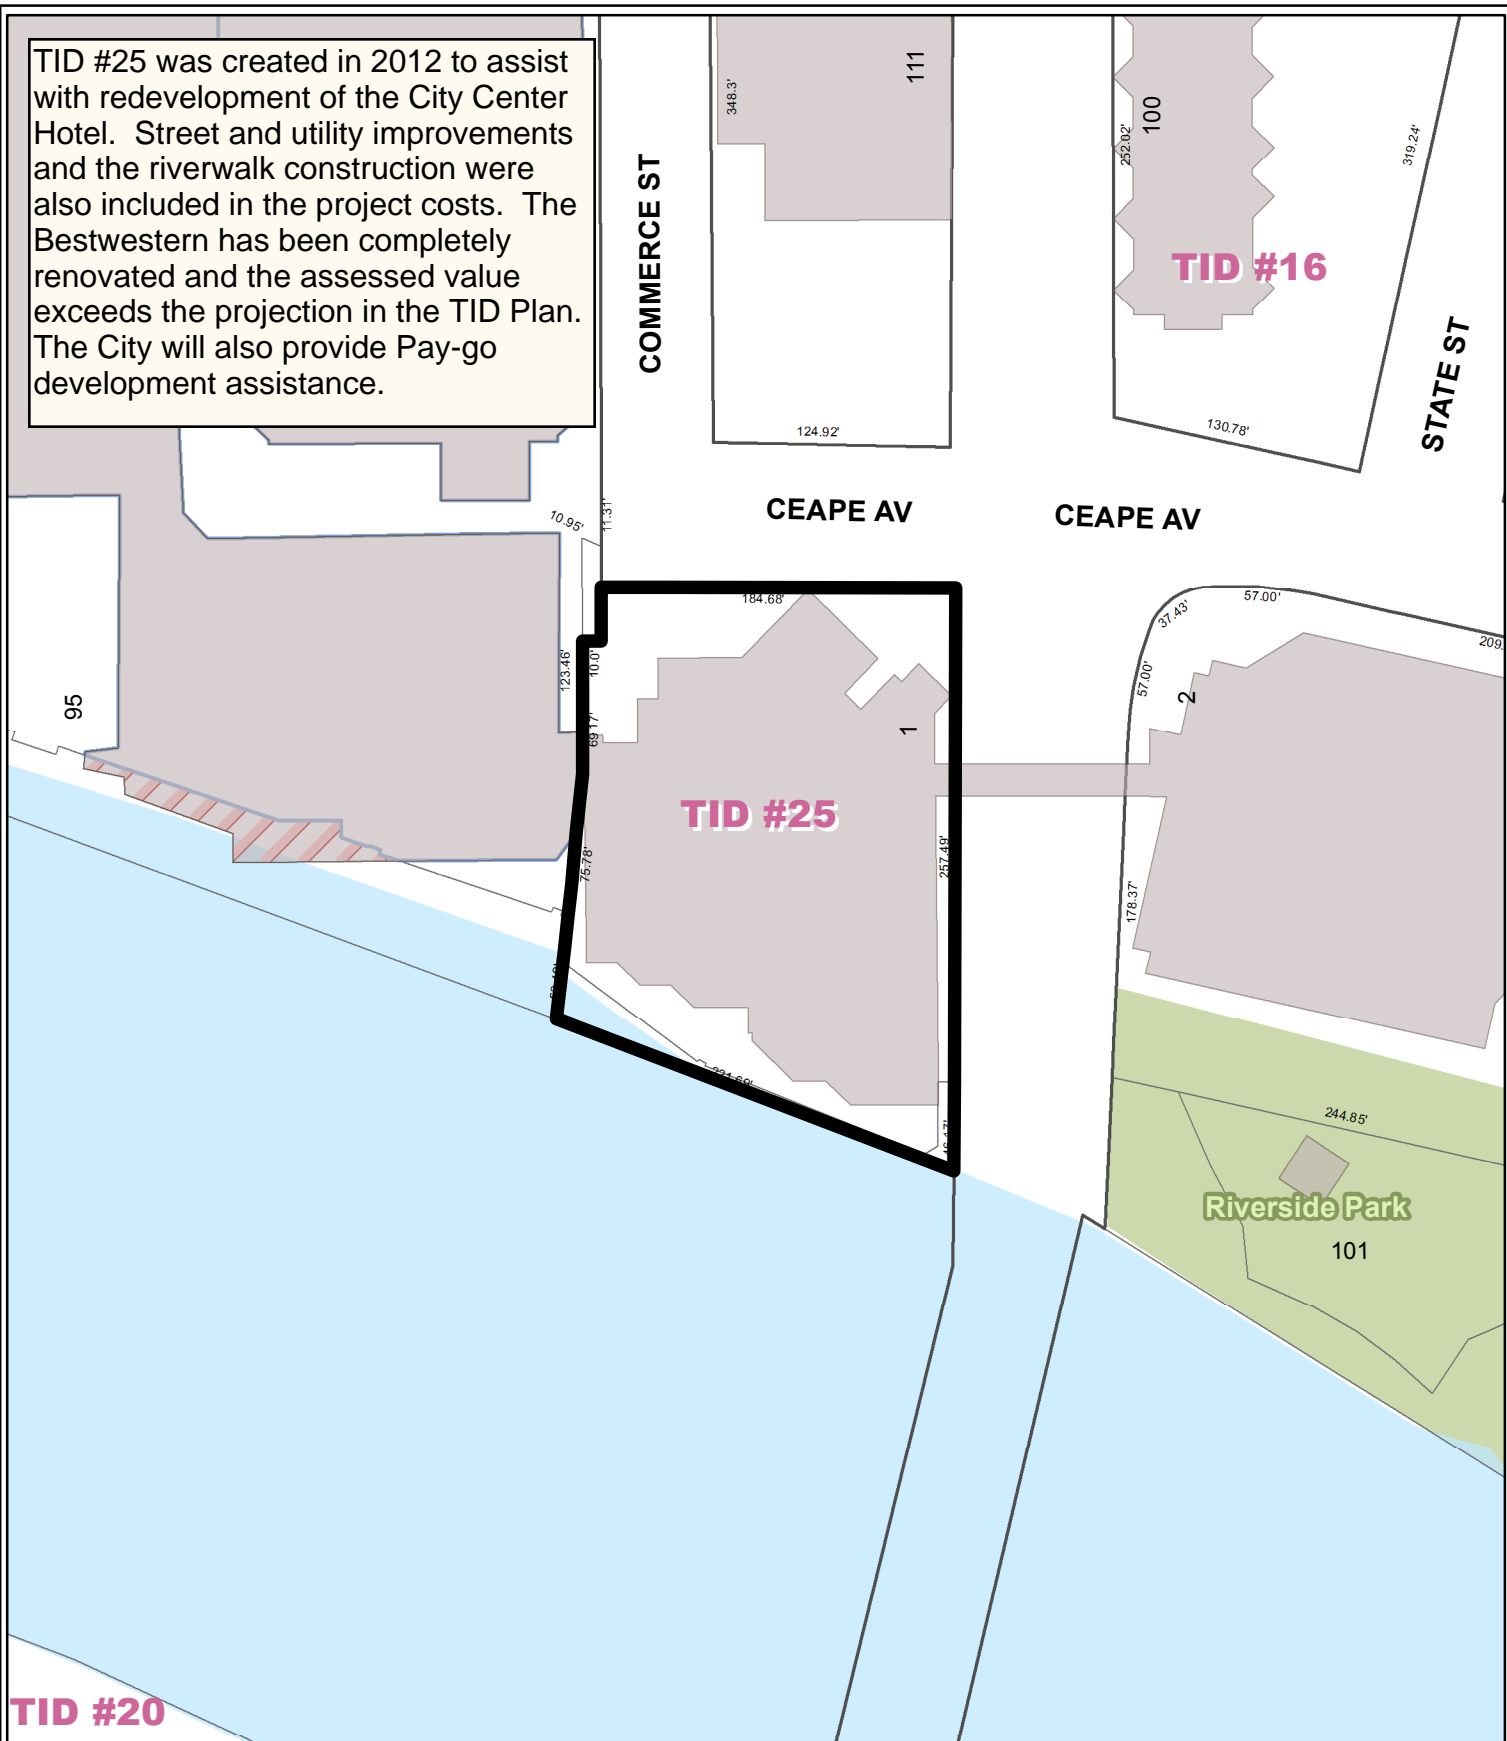 TID #25 was created in 2012 to assist
with redevelopment of the City Center
Hotel. Street and utility improvements
and the riverwalk construction were
also included in the project costs. The
Bestwestern has been completely
renovated and the assessed value
exceeds the projection in the TID Plan.
The City will also provide Pay-go
development assistance.
COMMERCE ST
348.3'
111
252.02'
100
319.24'
TID #16
STATE ST
124.92'
130.78'
CEAPE AV
CEAPE AV
10.95'
11.31'
184.68'
37.43'
57.00'
209.
123.46'
10.0'
69.17'
57.00'
95
1
2
TID #25
75.78'
257.49'
178.37'
244.85'
Riverside Park
101
TID #20